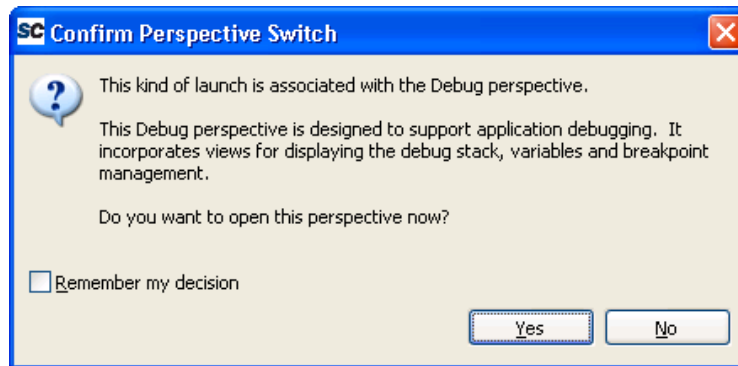 SC Confirm Perspective Switch
This kind of launch is associated with the Debug perspective.
This Debug perspective is designed to support application debugging. It
incorporates views for displaying the debug stack, variables and breakpoint
management.
Do you want to open this perspective now?
Remember my decision
Yes No